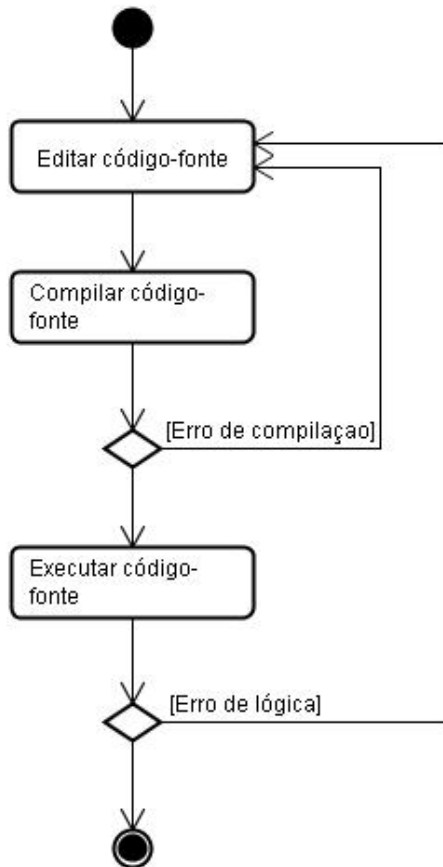 Editar código-fonte
Compilar código-
fonte
[Erro de compilaçao]
Executar código-
fonte
[Erro de lógica]